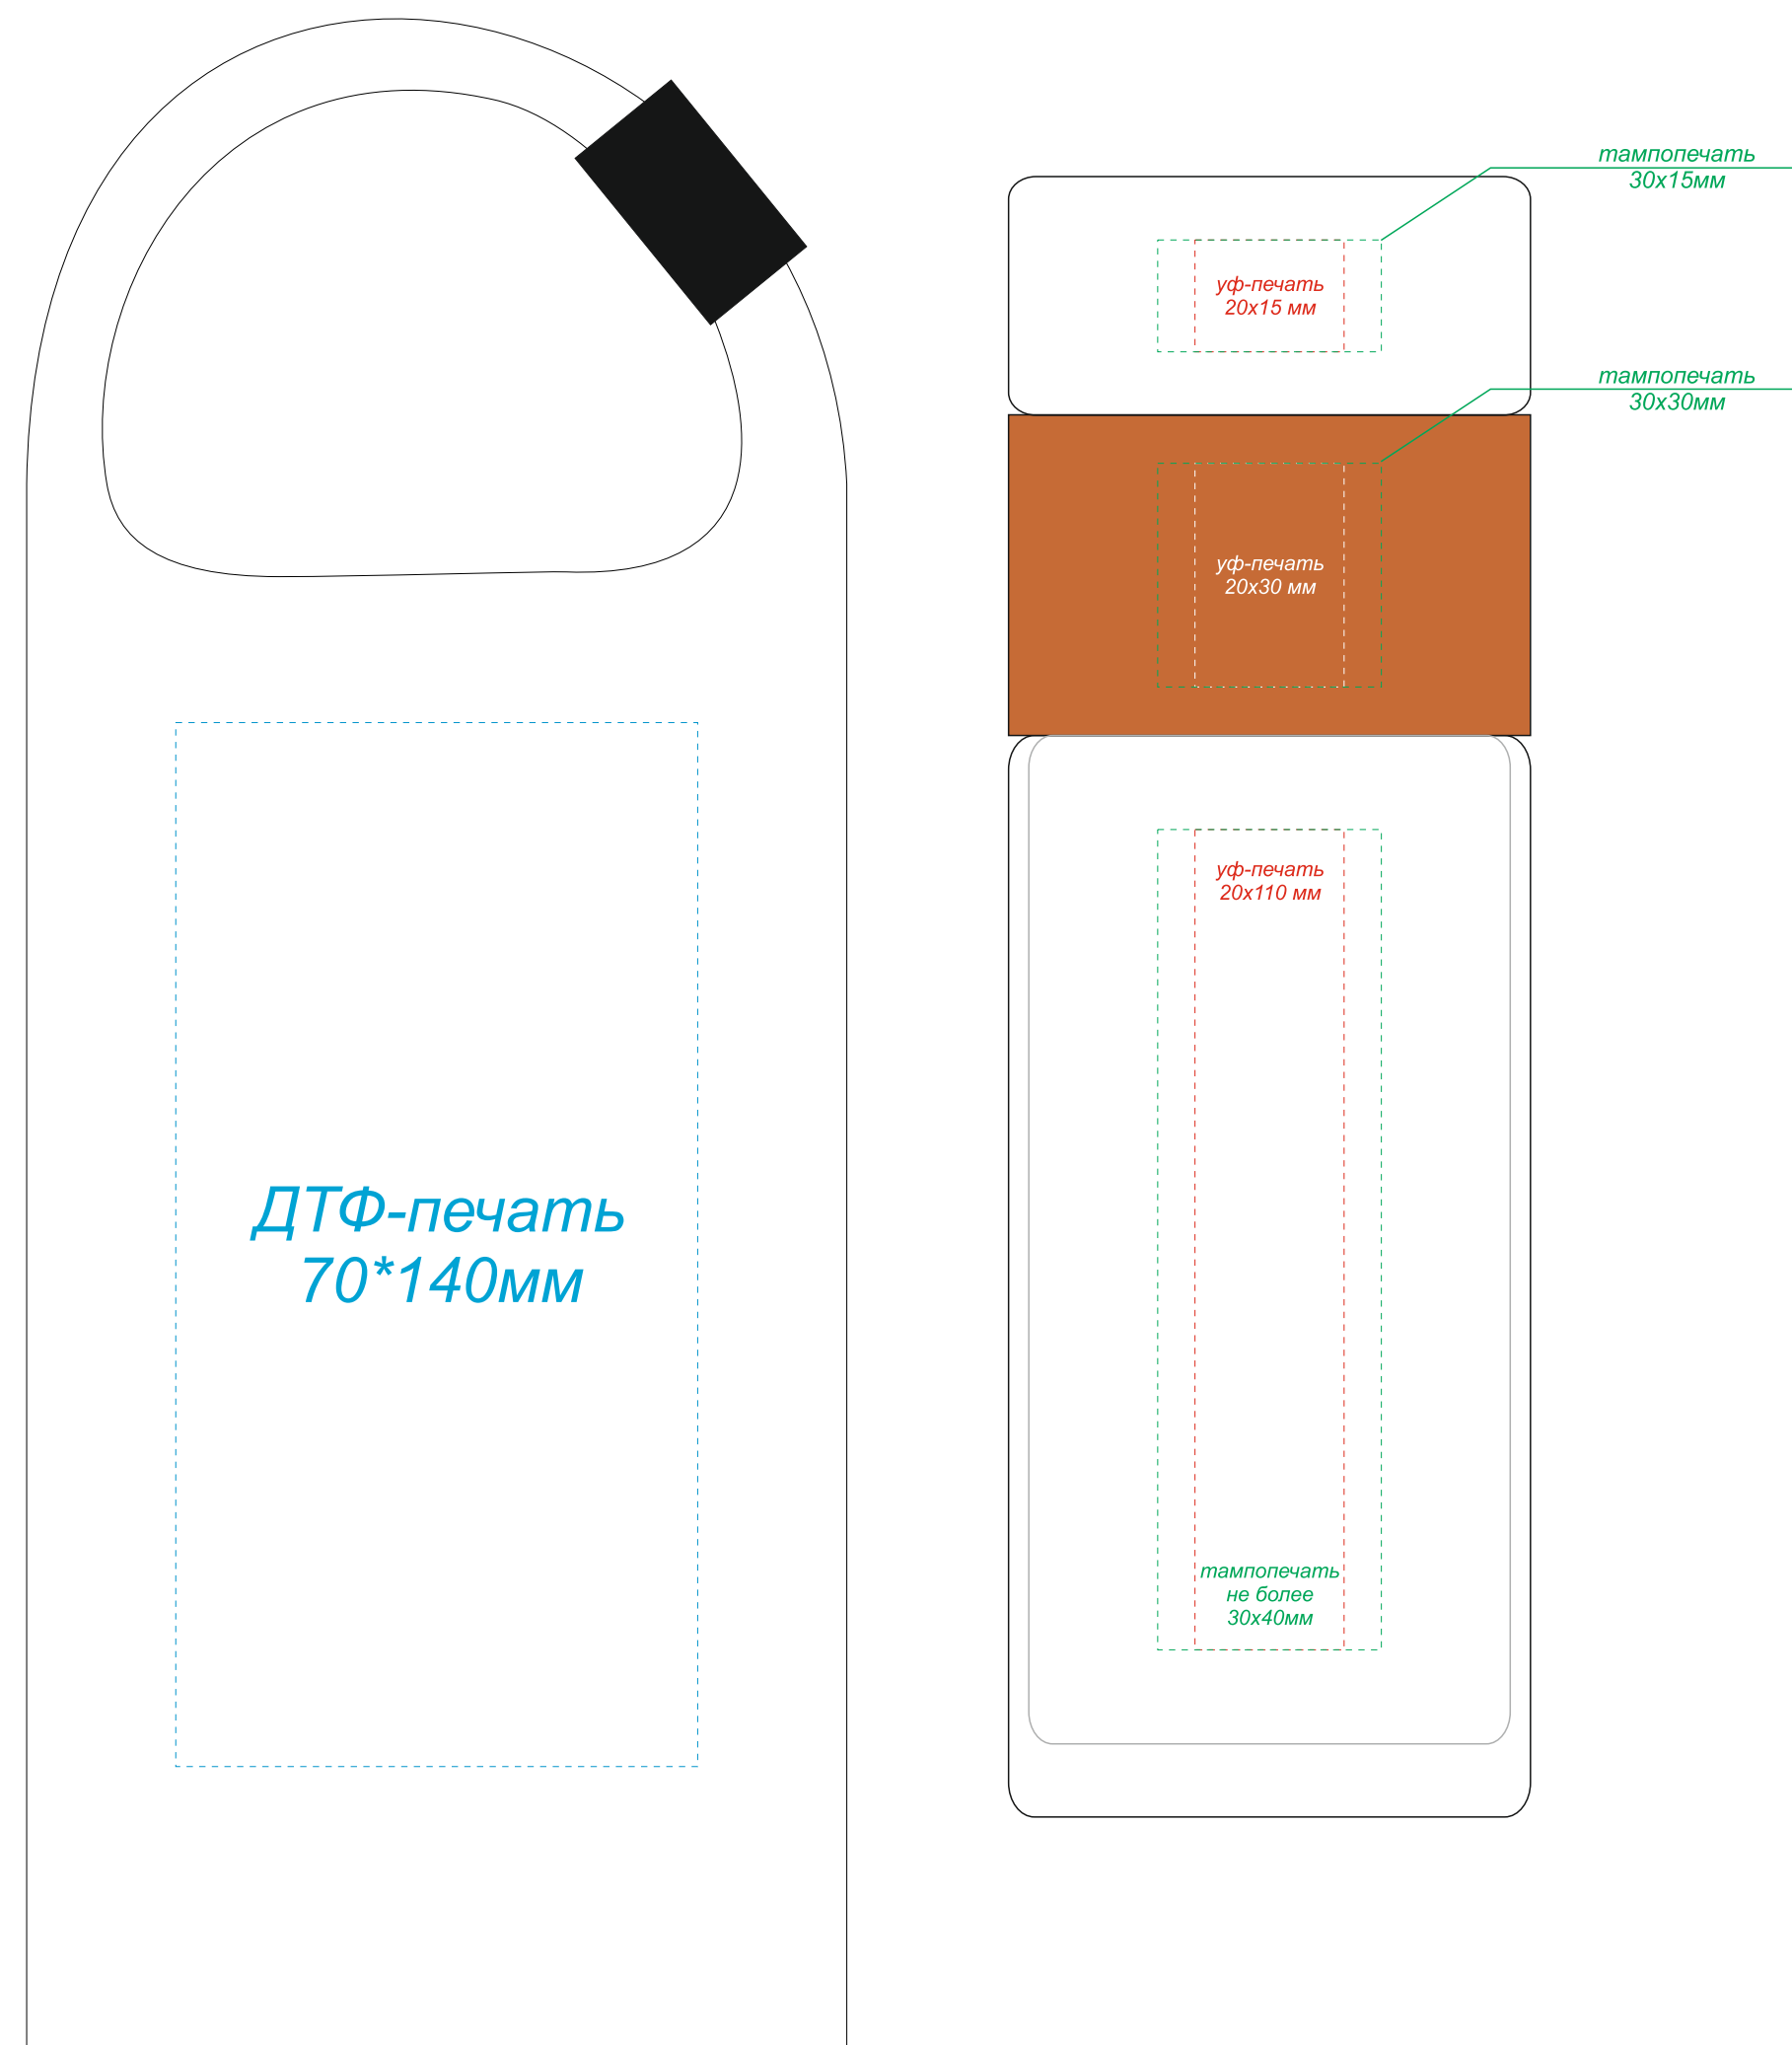 тампопечать
30х15мм
уф-печать
20х15 мм
тампопечать
30х30мм
уф-печать
20х30 мм
уф-печать
20х110 мм
ДТФ-печать
70*140мм
тампопечать
не более
30х40мм